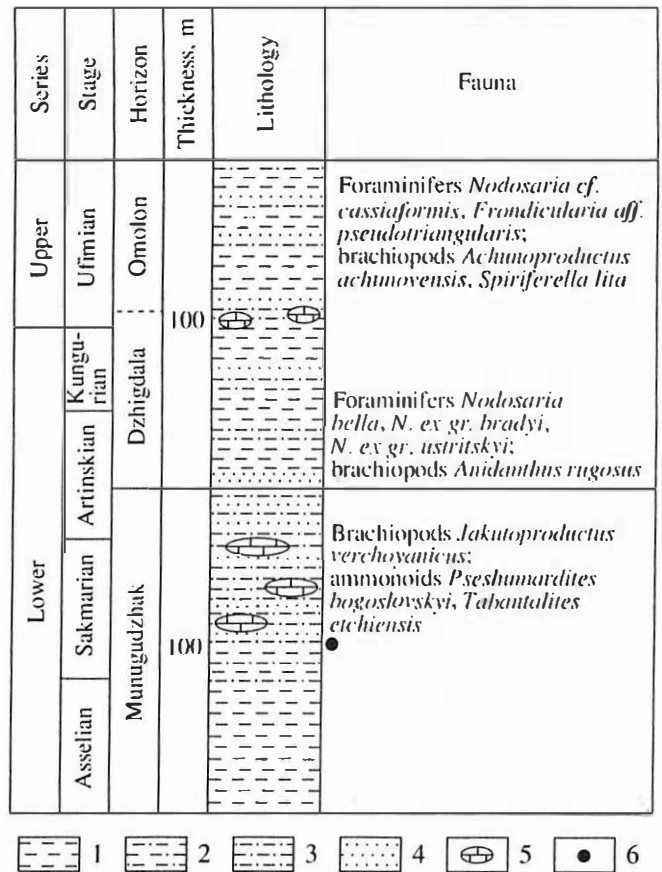 Series
Stage
Horizon
Thickness, m
Lithology
Fauna
Upper
Lower
Ufimian
Kungu-
rian
Artinskian
Sakmarian
Asselian
Omolon
Dzhigdala
Munugudzhak
100
100
Foraminifers Nodosaria cf.
cassiaformis, Frondicularia aff.
pseudotriangularis;
brachiopods Achunoproductus
achunovensis, Spiriferella lita
Foraminifers Nodosaria
bella, N. ex gr. bradyi,
N. ex gr. ustritskyi;
brachiopods Anidanthus rugosus
Brachiopods Jakutoproductus
verchoyanicus;
ammonoids Pseshumardites
bogoslovskyi, Tabantalites
etchiensis
1 2 3 4 5 6